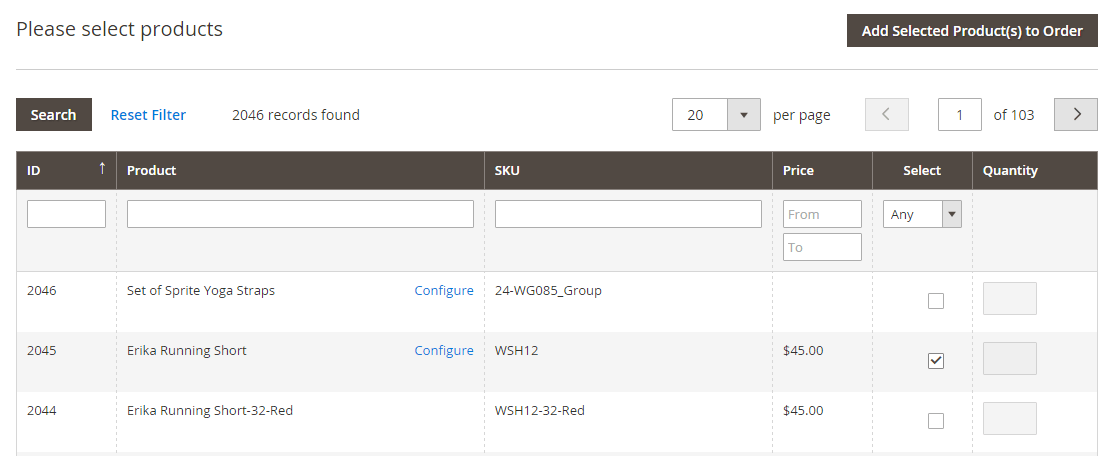 Please select products
Add Selected Product(s) to Order
Search Reset Filter 2046 records found 20 per page 1 of 103
ID Product SKU Price Select Quantity
From Any
To
2046 Set of Sprite Yoga Straps Configure 24-WG085_Group
2045 Erika Running Short Configure WSH12 $45.00
2044 Erika Running Short-32-Red WSH12-32-Red $45.00